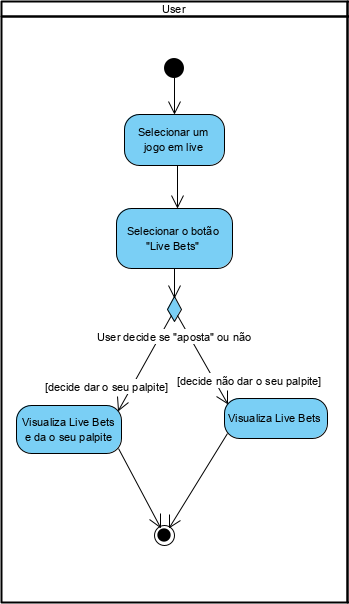 User
Selecionar um
jogo em live
Selecionar o botão
"Live Bets"
User decide se "aposta" ou não
[decide dar o seu palpite]
[decide não dar o seu palpite]
Visualiza Live Bets
e da o seu palpite
Visualiza Live Bets